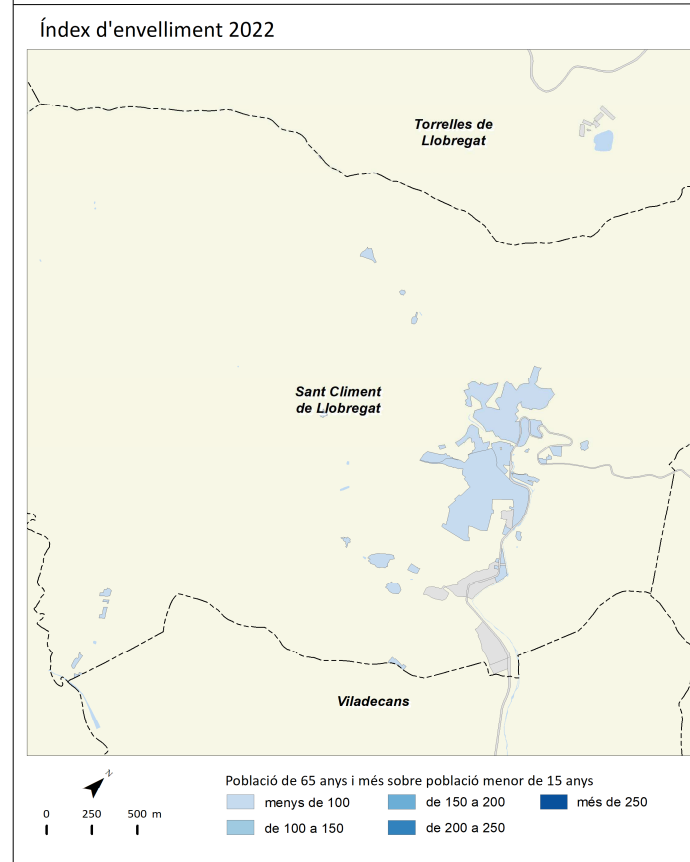 Índex d'envelliment 2022
Torrelles de
Llobregat
Sant Climent
de Llobregat
Viladecans
N
0 250 500 m
Població de 65 anys i més sobre població menor de 15 anys
menys de 100
de 150 a 200
més de 250
de 100 a 150
de 200 a 250